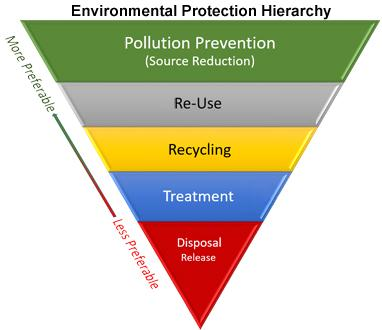 Environmental Protection Hierarchy
Pollution Prevention
(Source Reduction)
Re-Use
Recycling
Treatment
Disposal
Release
More Preferable
Less Preferable